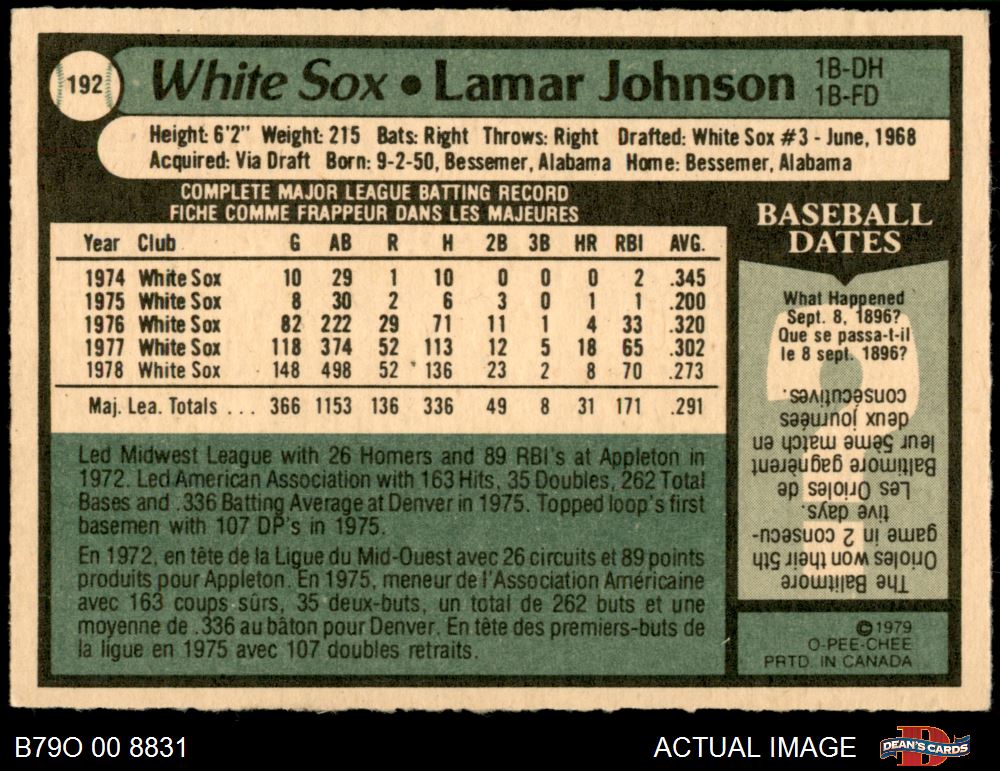 192
White Sox • Lamar Johnson 1B-DH
1B-FD
Height: 6'2" Weight: 215 Bats: Right Throws: Right Drafted: White Sox #3 - June, 1968
Acquired: Via Draft Born: 9-2-50, Bessemer, Alabama Home: Bessemer, Alabama
COMPLETE MAJOR LEAGUE BATTING RECORD
FICHE COMME FRAPPEUR DANS LES MAJEURES
Year Club G AB R H 2B 3B HR RBI AVG.
1974 White Sox 10 29 1 10 0 0 0 2 .345
1975 White Sox 8 30 2 6 3 0 1 1 .200
1976 White Sox 82 222 29 71 11 1 4 33 .320
1977 White Sox 118 374 52 113 12 5 18 65 .302
1978 White Sox 148 498 52 136 23 2 8 70 .273
Maj. Lea. Totals ... 366 1153 136 336 49 8 31 171 .291
Led Midwest League with 26 Homers and 89 RBI's at Appleton in
1972. Led American Association with 163 Hits, 35 Doubles, 262 Total
Bases and .336 Batting Average at Denver in 1975. Topped loop's first
basemen with 107 DP's in 1975.
En 1972, en tête de la Ligue du Mid-Ouest avec 26 circuits et 89 points
produits pour Appleton. En 1975, meneur de l'Association Américaine
avec 163 coups sûrs, 35 deux-buts, un total de 262 buts et une
moyenne de .336 au bâton pour Denver. En tête des premiers-buts de
la ligue en 1975 avec 107 doubles retraits.
BASEBALL
DATES
What Happened
Sept. 8, 1896?
Que se passa-t-il
le 8 sept. 1896?
The Baltimore
Orioles won their 5th
game in 2 consecu-
tive days.
Les Orioles de
Baltimore gagnèrent
leur 5ème match en
deux journées
consécutives.
©1979
O-PEE-CHEE
PRTD. IN CANADA
B79O 00 8831
ACTUAL IMAGE
DEAN'S CARDS